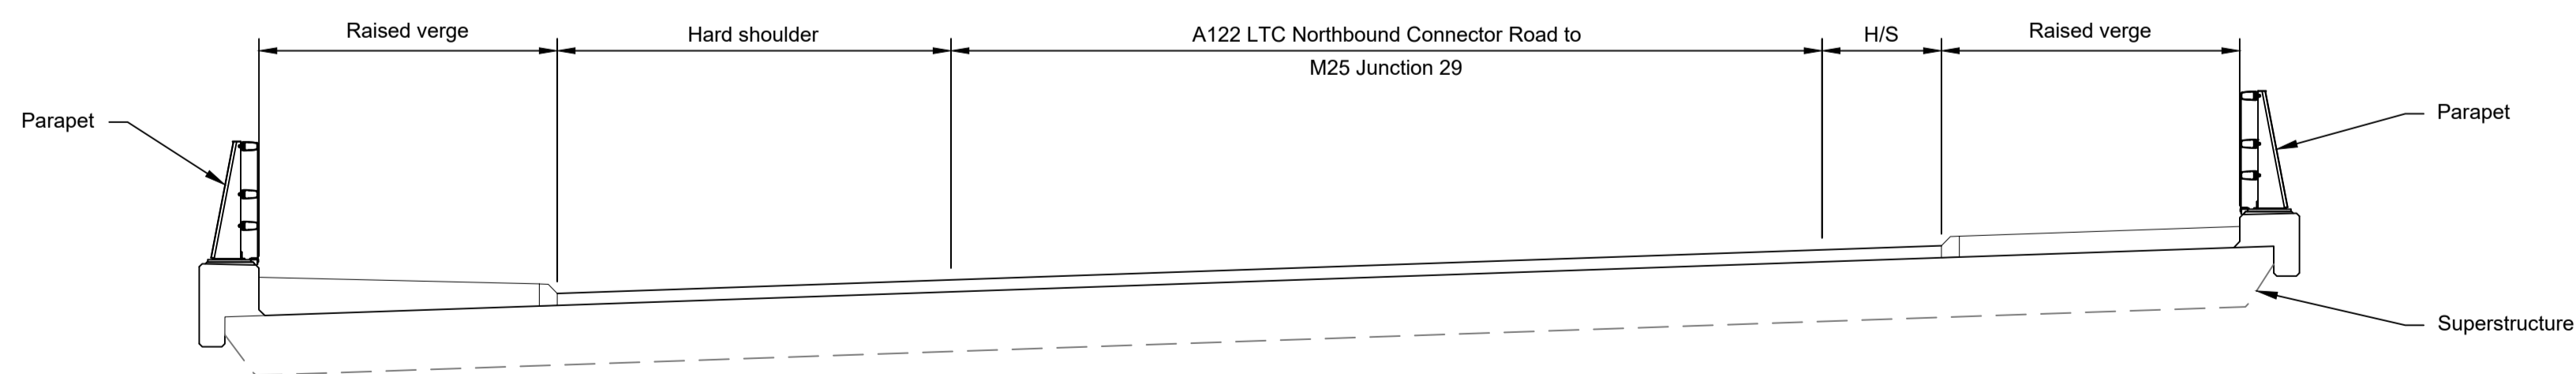 Raised verge
Hard shoulder
A122 LTC Northbound Connector Road to
M25 Junction 29
H/S
Raised verge
Parapet
Parapet
Superstructure